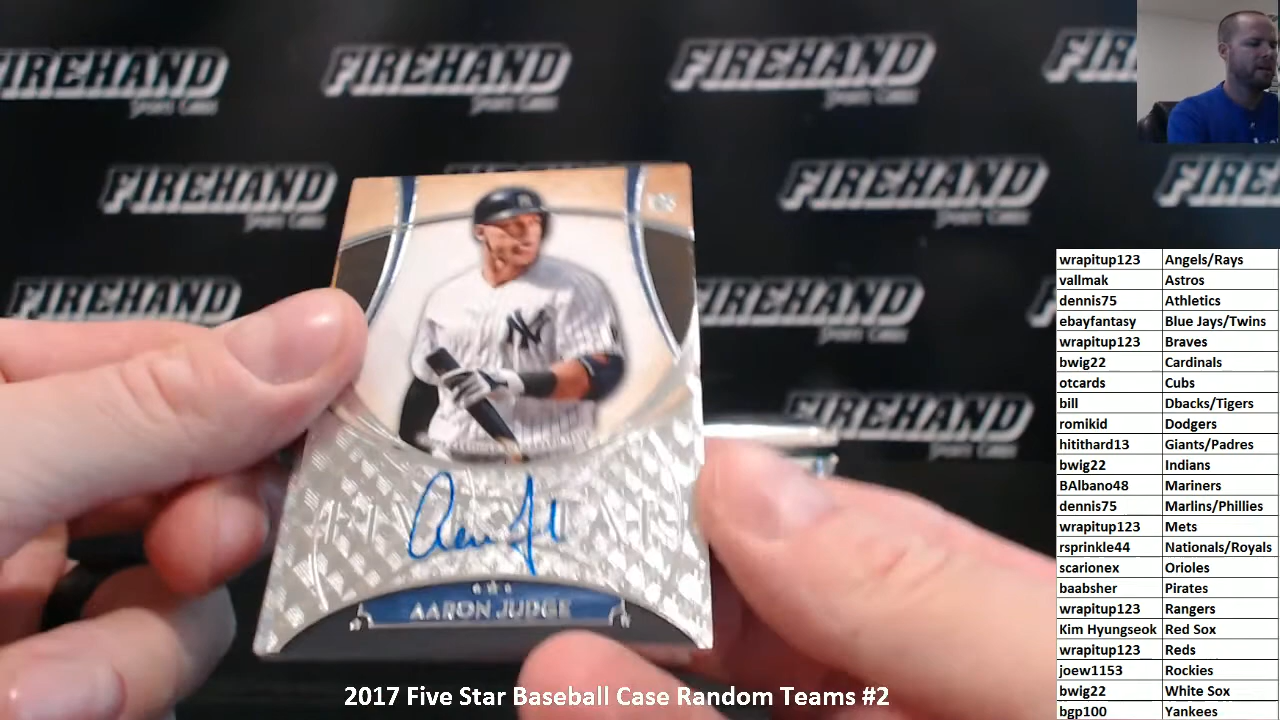 FIREHAND
FIREHAND
FIREHAND
FIREHAND
FIREHAND
FIREHAND
FIREHAND
FIREHAND
FIREHAND
FIREHAND
AARON JUDGE
wrapitup123 Angels/Rays
vallmak Astros
dennis75 Athletics
ebayfantasy Blue Jays/Twins
wrapitup123 Braves
bwig22 Cardinals
otcards Cubs
bill Dbacks/Tigers
romikid Dodgers
hitithard13 Giants/Padres
bwig22 Indians
BAlbano48 Mariners
dennis75 Marlins/Phillies
wrapitup123 Mets
rsprinkle44 Nationals/Royals
scarionex Orioles
baabsher Pirates
wrapitup123 Rangers
Kim Hyungseok Red Sox
wrapitup123 Reds
joew1153 Rockies
bwig22 White Sox
bgp100 Yankees
2017 Five Star Baseball Case Random Teams #2